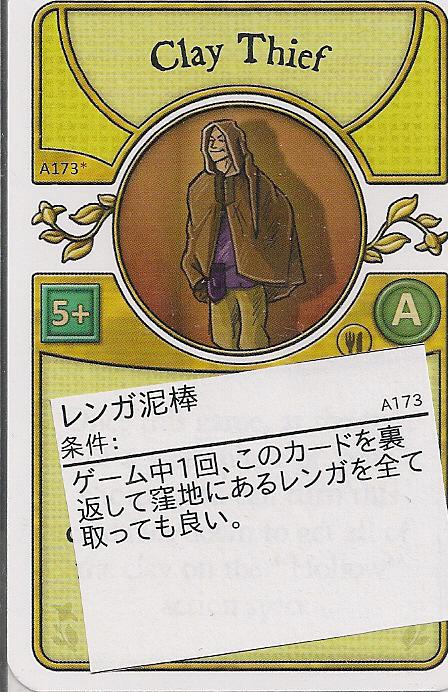 Clay Thief
A173*
5+
A
レンガ泥棒
A173
条件:
ゲーム中1回、このカードを裏
返して窪地にあるレンガを全て
取っても良い。